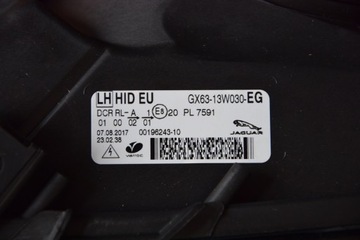 LH HID EU GX63-13W030-EG
DCR RL-A 1 E8 20 PL 7591
01 00 02 01
07.08.2017 00196243-10
23:02:38
JAGUAR